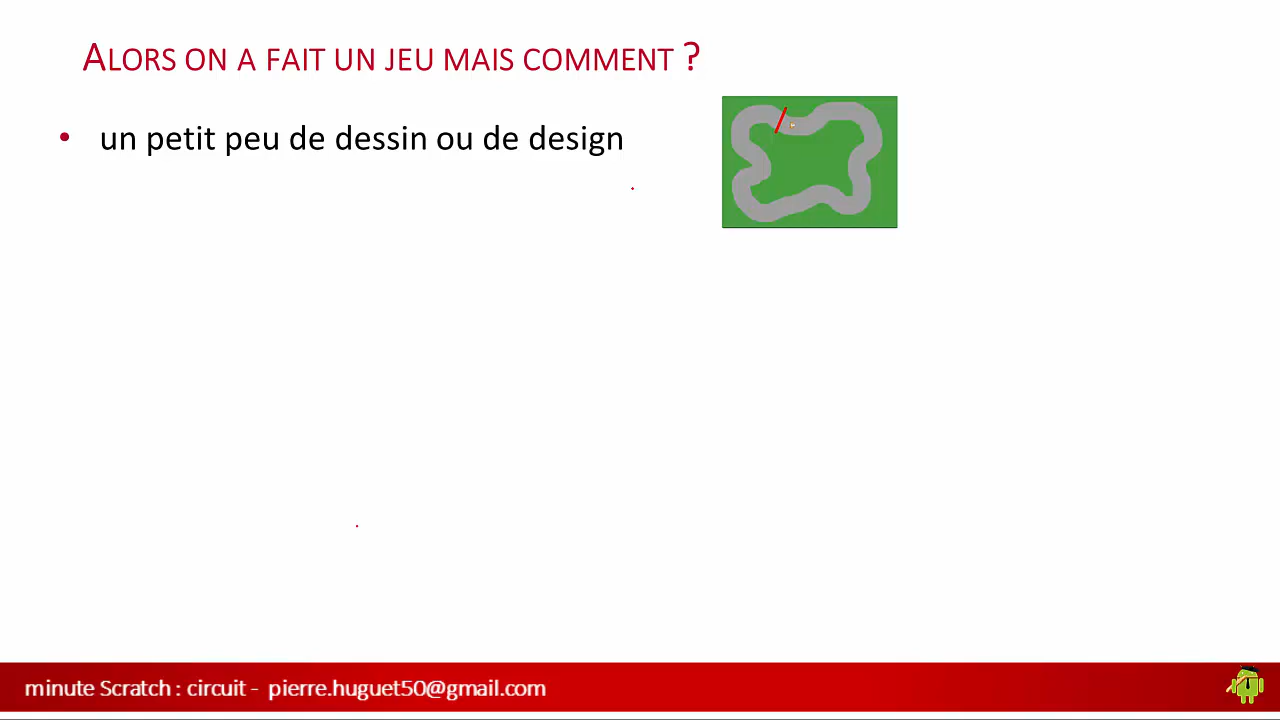 ALORS ON A FAIT UN JEU MAIS COMMENT ?
• un petit peu de dessin ou de design
minute Scratch : circuit - pierre.huguet50@gmail.com